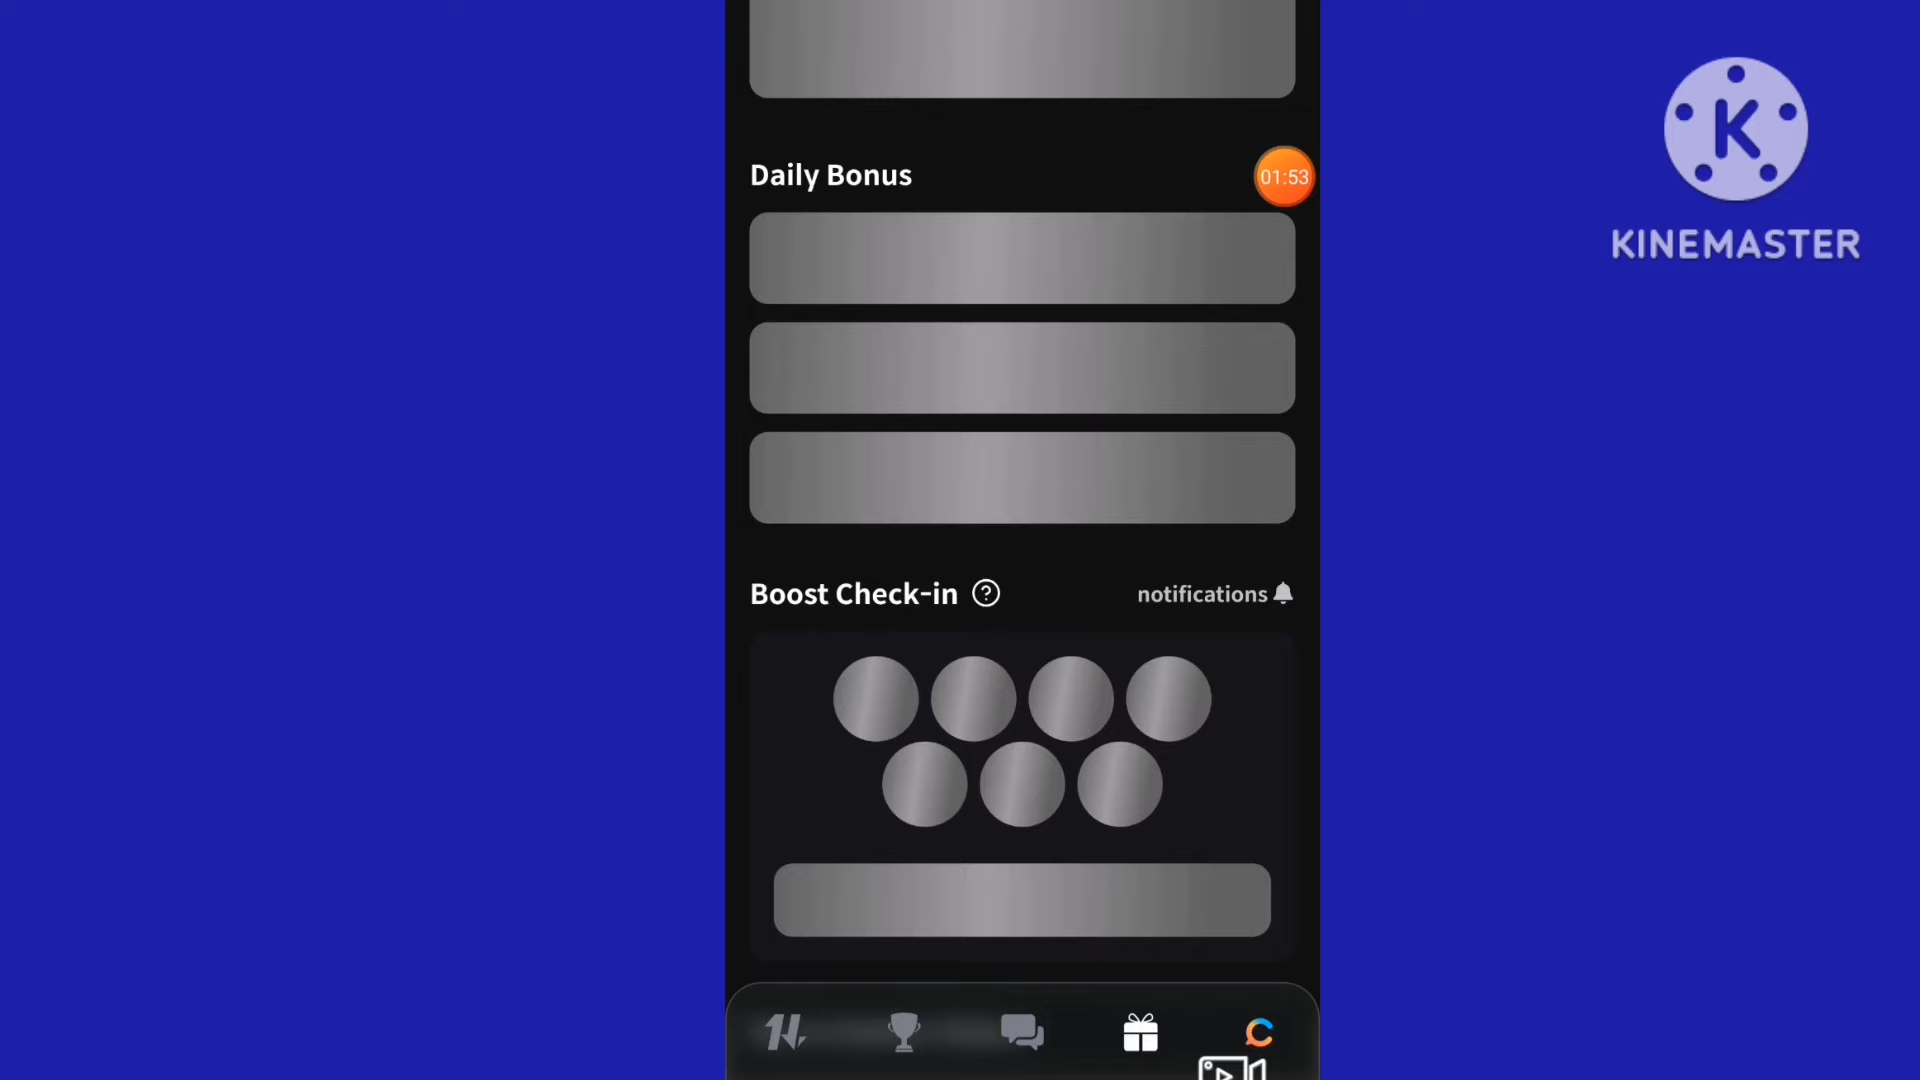 Daily Bonus
01:53
K
KINEMASTER
Boost Check-in ?
notifications